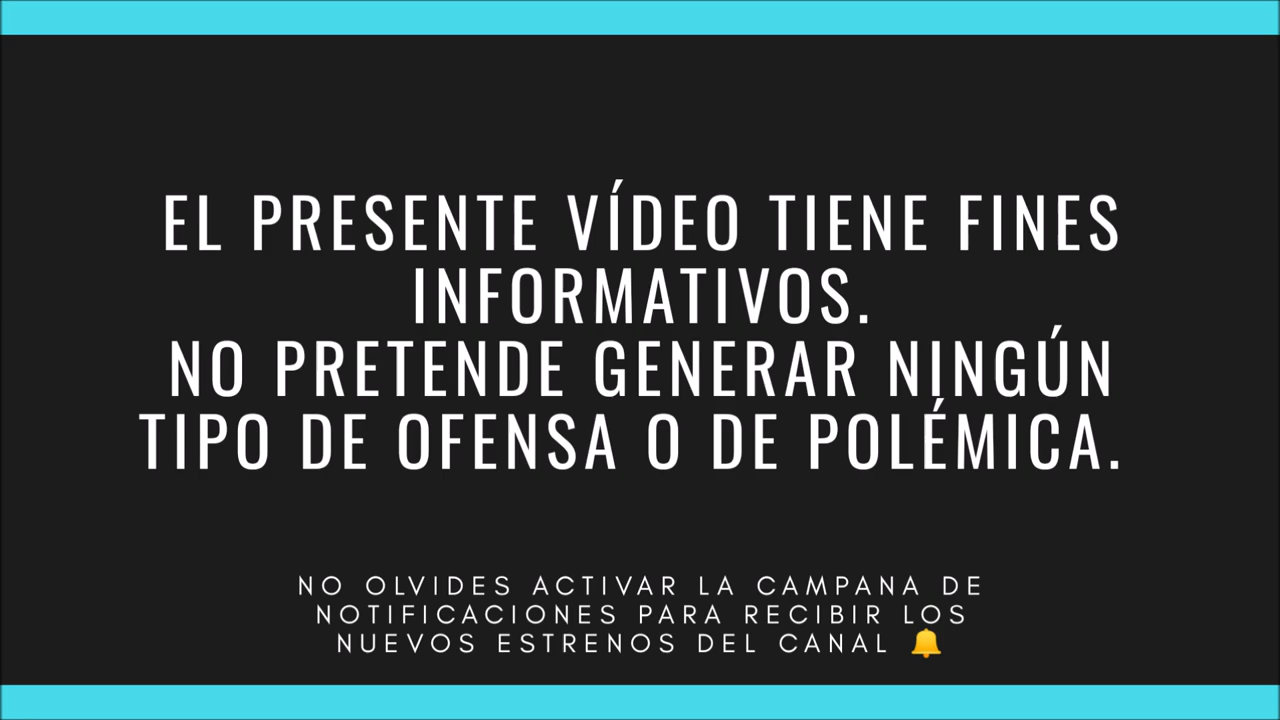 EL PRESENTE VÍDEO TIENE FINES
INFORMATIVOS.
NO PRETENDE GENERAR NINGÚN
TIPO DE OFENSA O DE POLÉMICA.
NO OLVIDES ACTIVAR LA CAMPANA DE
NOTIFICACIONES PARA RECIBIR LOS
NUEVOS ESTRENOS DEL CANAL 🔔